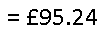 = £95.24